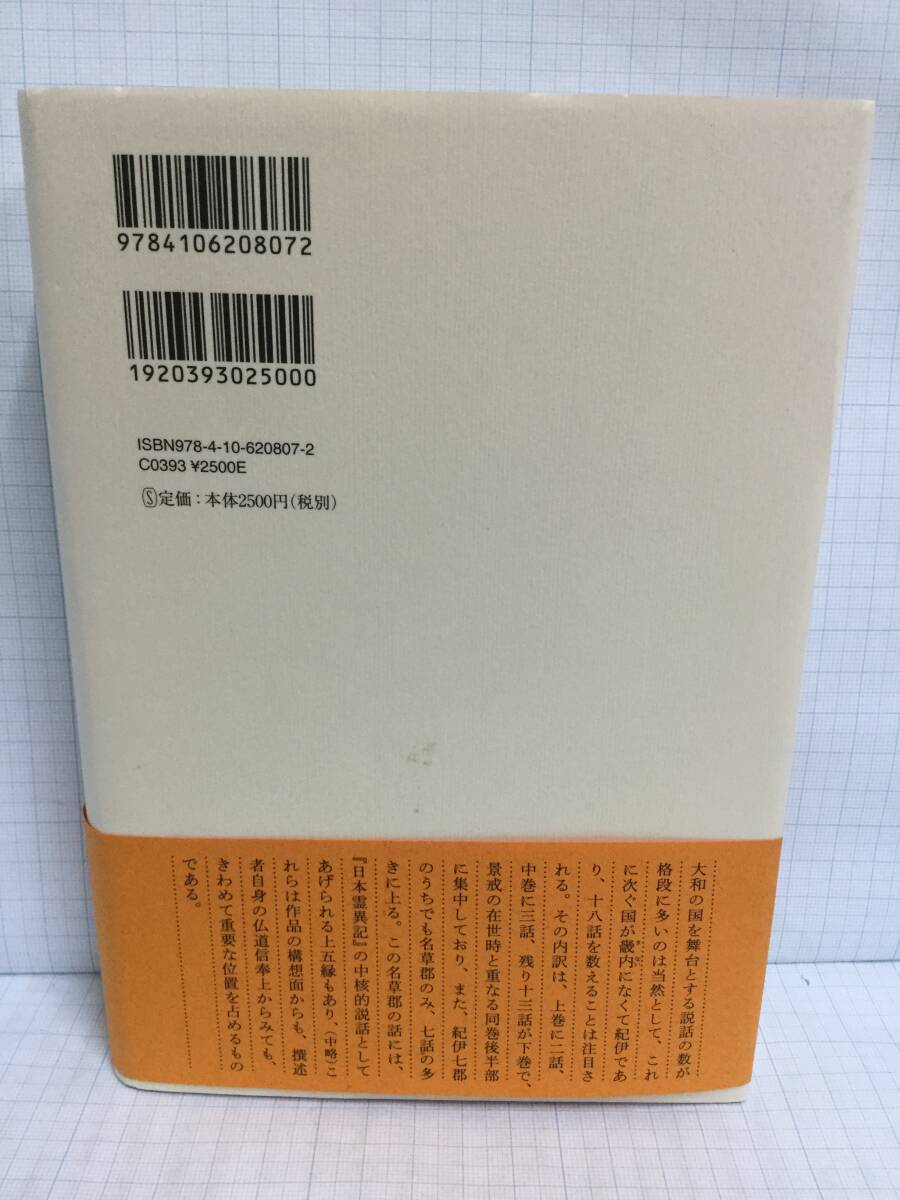 9784106208072
1920393025000
ISBN978-4-10-620807-2
C0393 ¥2500E
Ⓢ定価：本体2500円(税別)
大和の国を舞台とする説話の数が
格段に多いのは当然として、これ
に次ぐ国が畿内になくて紀伊であ
り、十八話を数えることは注目さ
れる。その内訳は、上巻に二話、
中巻に三話、残り十三話が下巻で、
景戒の在世時と重なる同巻後半部
に集中しており、また、紀伊七郡
のうちでも名草郡のみ、七話の多
きに上る。この名草郡の話には、
『日本霊異記』の中核的説話として
あげられる上五縁もあり、(中略)こ
れらは作品の構想面からも、撰述
者自身の仏道信奉上からみても、
きわめて重要な位置を占めるもの
である。